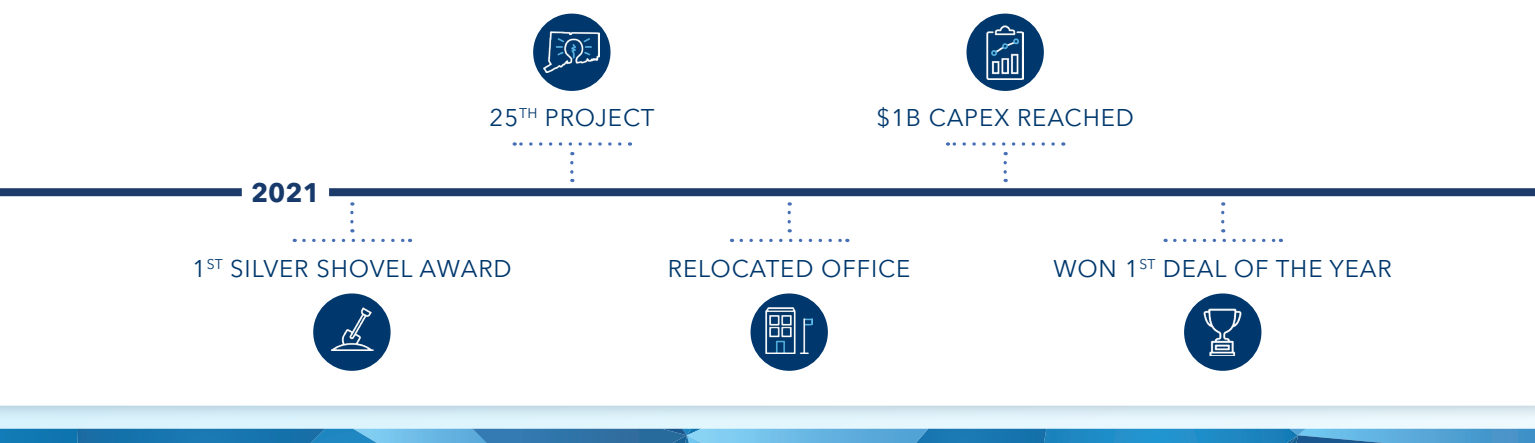 25TH PROJECT
$1B CAPEX REACHED
2021
1ST SILVER SHOVEL AWARD
RELOCATED OFFICE
WON 1ST DEAL OF THE YEAR